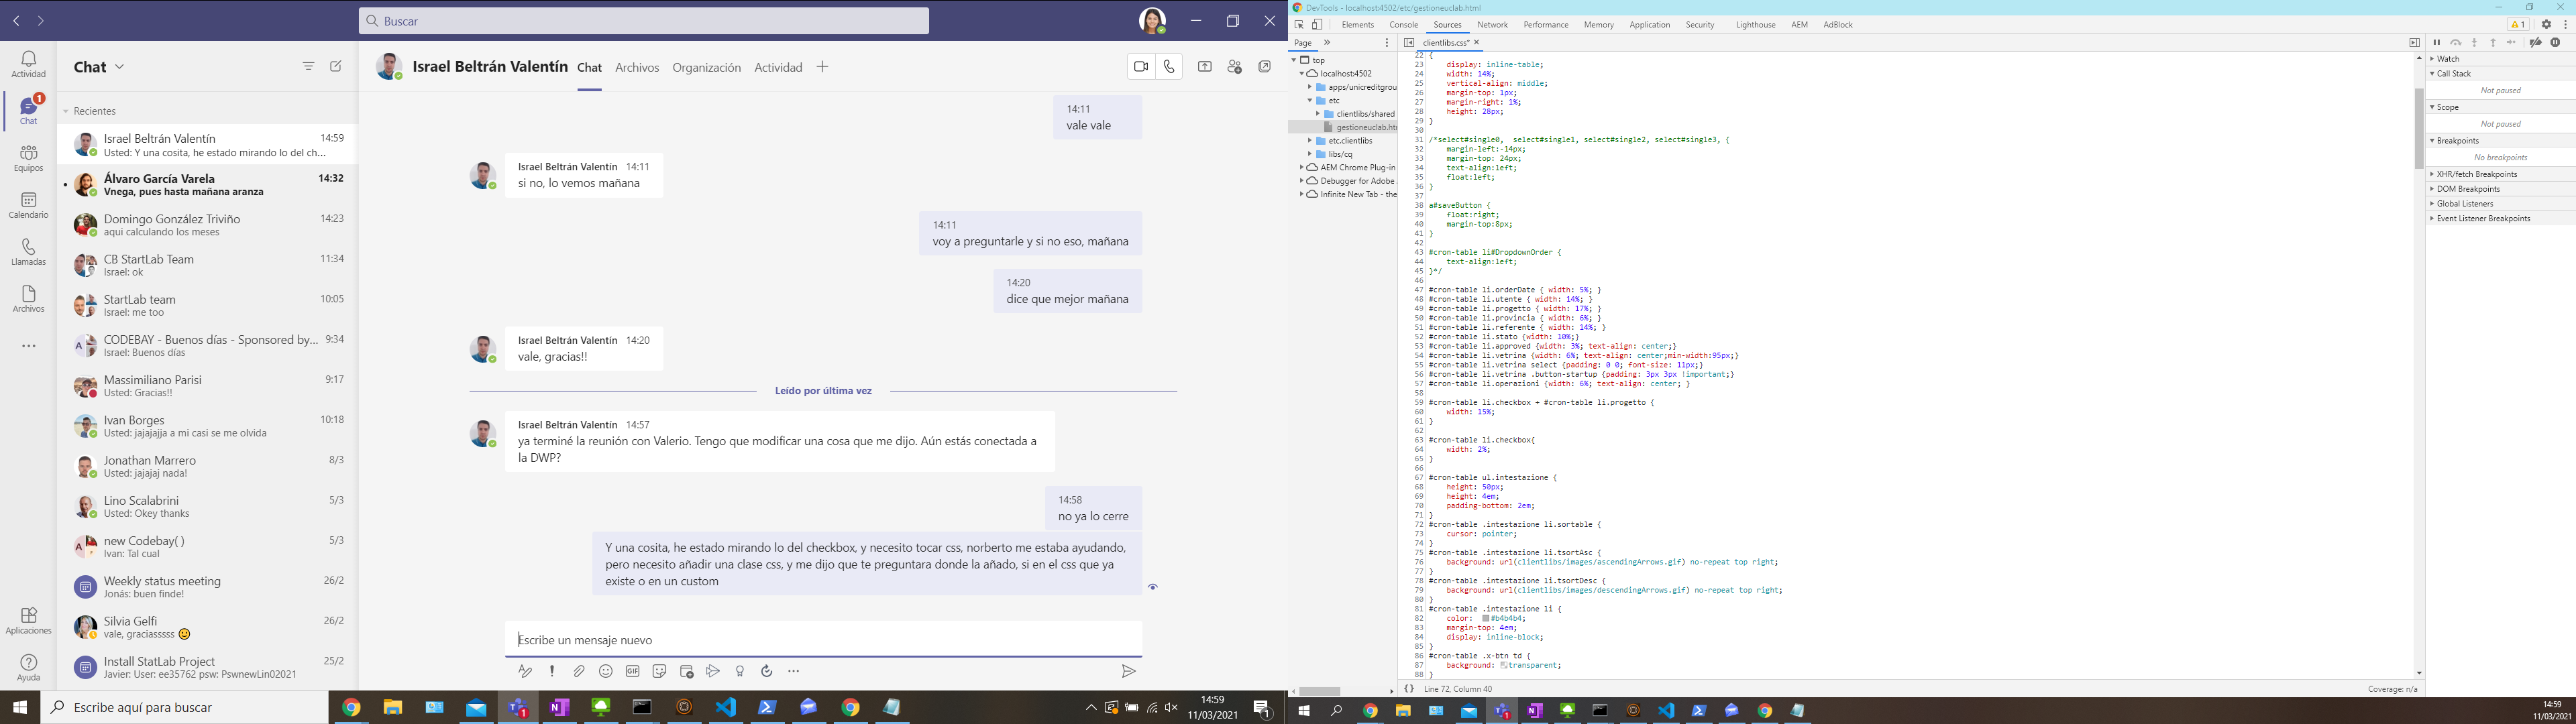 Buscar
Actividad
Chat
1
Equipos
Calendario
Llamadas
Archivos
Aplicaciones
Ayuda
Chat
Recientes
Israel Beltrán Valentín 14:59
Usted: Y una cosita, he estado mirando lo del ch...
Álvaro García Varela 14:32
Vnega, pues hasta mañana aranza
Domingo González Triviño 14:23
aqui calculando los meses
CB StartLab Team 11:34
Israel: ok
StartLab team 10:05
Israel: me too
CODEBAY - Buenos días - Sponsored by... 9:34
Israel: Buenos días
Massimiliano Parisi 9:17
Usted: Gracias!!
Ivan Borges 10:18
Usted: jajajajja a mi casi se me olvida
Jonathan Marrero 8/3
Usted: jajajaj nada!
Lino Scalabrini 5/3
Usted: Okey thanks
new Codebay( ) 5/3
Ivan: Tal cual
Weekly status meeting 26/2
Jonás: buen finde!
Silvia Gelfi 26/2
vale, graciasssss
Install StatLab Project 25/2
Javier: User: ee35762 psw: PswnewLin02021
Israel Beltrán Valentín Chat Archivos Organización Actividad
14:11
vale vale
Israel Beltrán Valentín 14:11
si no, lo vemos mañana
14:11
voy a preguntarle y si no eso, mañana
14:20
dice que mejor mañana
Israel Beltrán Valentín 14:20
vale, gracias!!
Leído por última vez
Israel Beltrán Valentín 14:57
ya terminé la reunión con Valerio. Tengo que modificar una cosa que me dijo. Aún estás conectada a
la DWP?
14:58
no ya lo cerre
Y una cosita, he estado mirando lo del checkbox, y necesito tocar css, norberto me estaba ayudando,
pero necesito añadir una clase css, y me dijo que te preguntara donde la añado, si en el css que ya
existe o en un custom
Escribe un mensaje nuevo
GIF
Escribe aquí para buscar
14:59
11/03/2021
1
DevTools - localhost:4502/etc/gestioneuclab.html
Elements Console Sources Network Performance Memory Application Security Lighthouse AEM AdBlock
1
Page
top
localhost:4502
apps/unicreditgrou
etc
clientlibs/shared
gestioneuclab.htm
etc.clientlibs
libs/cq
AEM Chrome Plug-in
Debugger for Adobe
Infinite New Tab - the
clientlibs.css*
22 {
23 display: inline-table;
24 width: 14%;
25 vertical-align: middle;
26 margin-top: 1px;
27 margin-right: 1%;
28 height: 28px;
29 }
30
31 /*select#single0, select#single1, select#single2, select#single3, {
32 margin-left:-14px;
33 margin-top: 24px;
34 text-align:left;
35 float:left;
36 }
37
38 a#saveButton {
39 float:right;
40 margin-top:8px;
41 }
42
43 #cron-table li#DropdownOrder {
44 text-align:left;
45 }*/
46
47 #cron-table li.orderDate { width: 5%; }
48 #cron-table li.utente { width: 14%; }
49 #cron-table li.progetto { width: 17%; }
50 #cron-table li.provincia { width: 6%; }
51 #cron-table li.referente { width: 14%; }
52 #cron-table li.stato {width: 10%;}
53 #cron-table li.approved {width: 3%; text-align: center;}
54 #cron-table li.vetrina {width: 6%; text-align: center;min-width:95px;}
55 #cron-table li.vetrina select {padding: 0 0; font-size: 11px;}
56 #cron-table li.vetrina .button-startup {padding: 3px 3px !important;}
57 #cron-table li.operazioni {width: 6%; text-align: center; }
58
59 #cron-table li.checkbox + #cron-table li.progetto {
60 width: 15%;
61 }
62
63 #cron-table li.checkbox{
64 width: 2%;
65 }
66
67 #cron-table ul.intestazione {
68 height: 50px;
69 height: 4em;
70 padding-bottom: 2em;
71 }
72 #cron-table .intestazione li.sortable {
73 cursor: pointer;
74 }
75 #cron-table .intestazione li.tsortAsc {
76 background: url(clientlibs/images/ascendingArrows.gif) no-repeat top right;
77 }
78 #cron-table .intestazione li.tsortDesc {
79 background: url(clientlibs/images/descendingArrows.gif) no-repeat top right;
80 }
81 #cron-table .intestazione li {
82 color: #b4b4b4;
83 margin-top: 4em;
84 display: inline-block;
85 }
86 #cron-table .x-btn td {
87 background: transparent;
88 }
{} Line 72, Column 40
Coverage: n/a
Watch
Call Stack
Not paused
Scope
Not paused
Breakpoints
No breakpoints
XHR/fetch Breakpoints
DOM Breakpoints
Global Listeners
Event Listener Breakpoints
14:59
11/03/2021